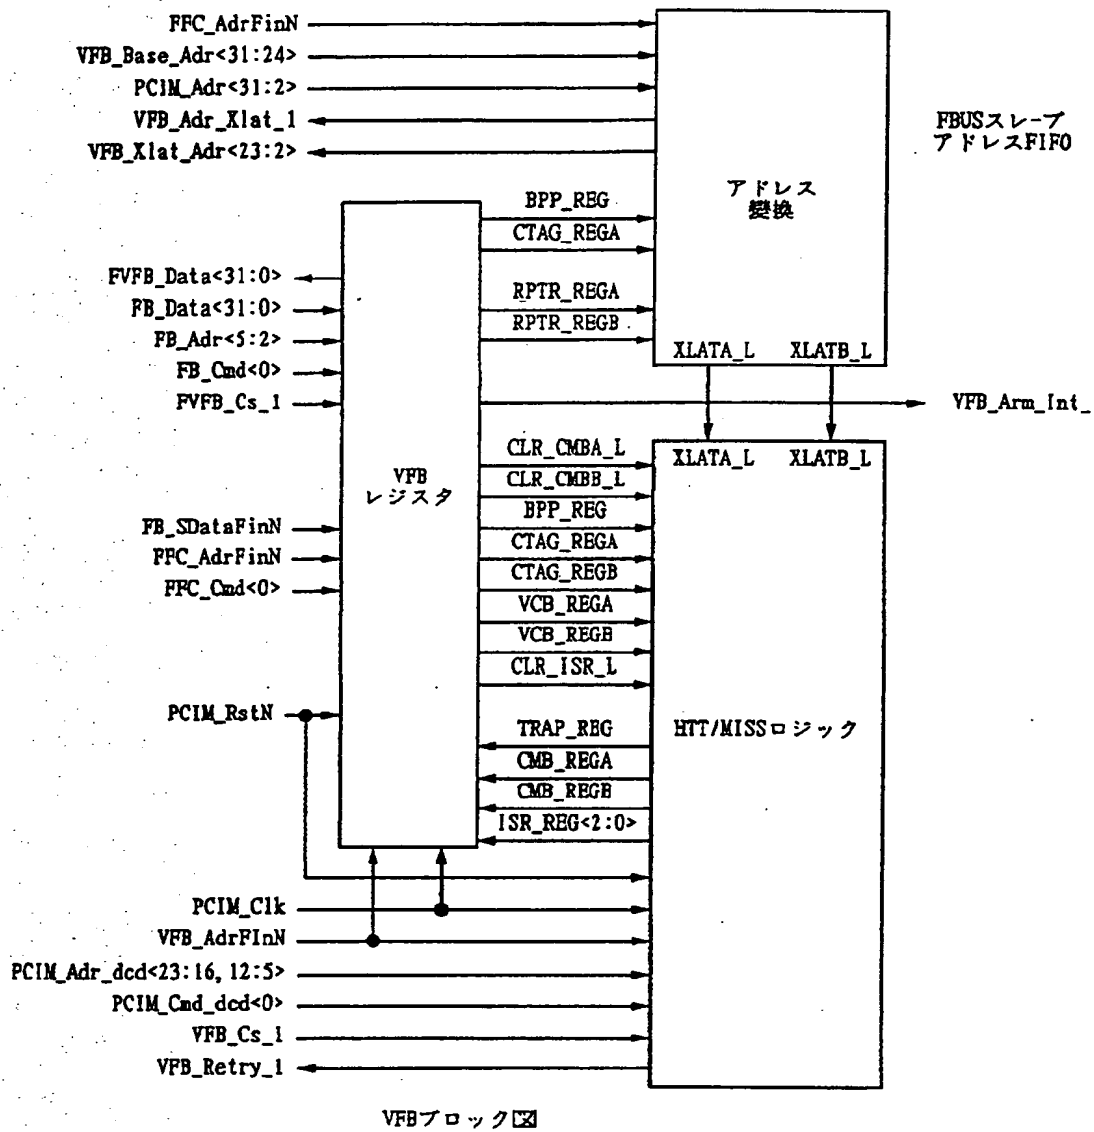 FFC_AdrFinN
VFB_Base_Adr<31:24>
PCIM_Adr<31:2>
VFB_Adr_Xlat_1
VFB_Xlat_Adr<23:2>
FBUSスレーブ
アドレスFIFO
アドレス
變換
BPP_REG
CTAG_REGA
RPTR_REGA
RPTR_REGB
XLATA_L XLATB_L
FVFB_Data<31:0>
FB_Data<31:0>
FB_Adr<5:2>
FB_Cmd<0>
FVFB_Cs_1
VFB_Arm_Int_
XLATA_L XLATB_L
VFB
レジスタ
CLR_CMBA_L
CLR_CMBB_L
BPP_REG
CTAG_REGA
CTAG_REGB
VCB_REGA
VCB_REGB
CLR_ISR_L
FB_SDataFinN
FFC_AdrFinN
FFC_Cmd<0>
PCIM_RstN
TRAP_REG
CMB_REGA
CMB_REGB
ISR_REG<2:0>
HTT/MISSロジック
PCIM_Clk
VFB_AdrFInN
PCIM_Adr_dcd<23:16,12:5>
PCIM_Cmd_dcd<0>
VFB_Cs_1
VFB_Retry_1
VFBブロック図